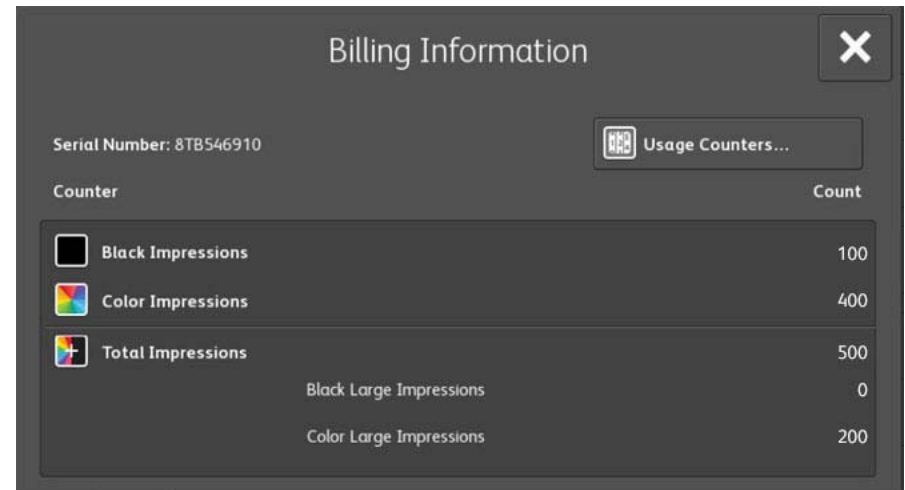 Billing Information
Serial Number: 8TB546910
Usage Counters...
Counter Count
Black Impressions 100
Color Impressions 400
Total Impressions 500
Black Large Impressions 0
Color Large Impressions 200